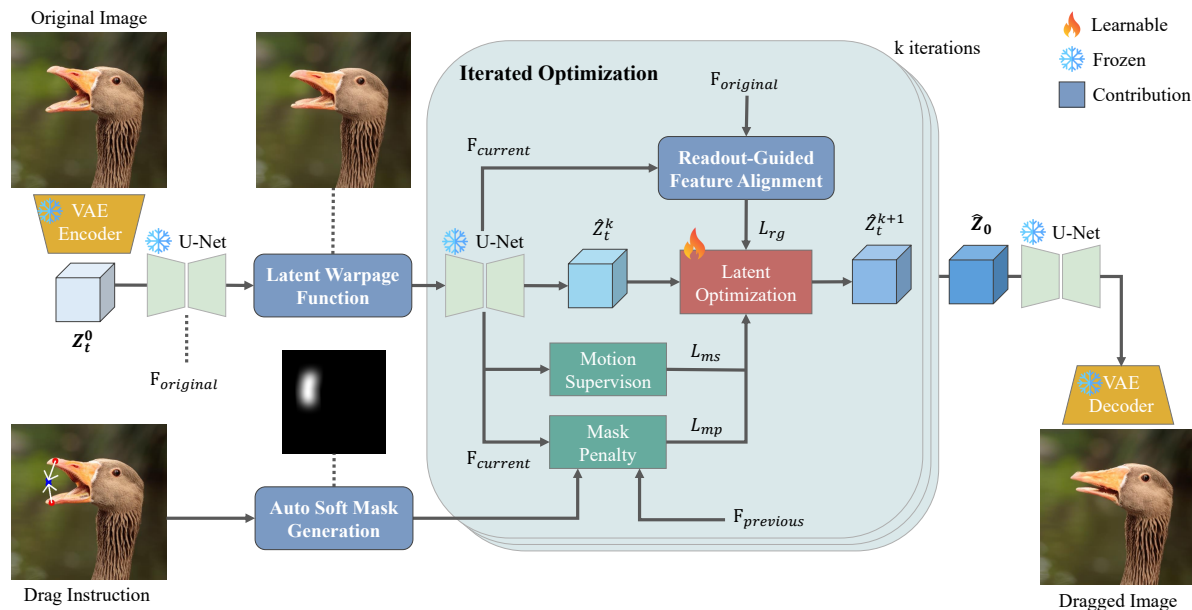 Original Image
k iterations
Learnable
Frozen
Contribution
Iterated Optimization
F_original
F_current
Readout-Guided
Feature Alignment
VAE
Encoder
U-Net
Latent Warpage
Function
U-Net
Ẑ_t^k
L_rg
Latent
Optimization
Ẑ_t^{k+1}
Ẑ_0
U-Net
Z_t^0
F_original
Motion
Supervison
L_ms
VAE
Decoder
Mask
Penalty
L_mp
F_current
Auto Soft Mask
Generation
F_previous
Drag Instruction
Dragged Image